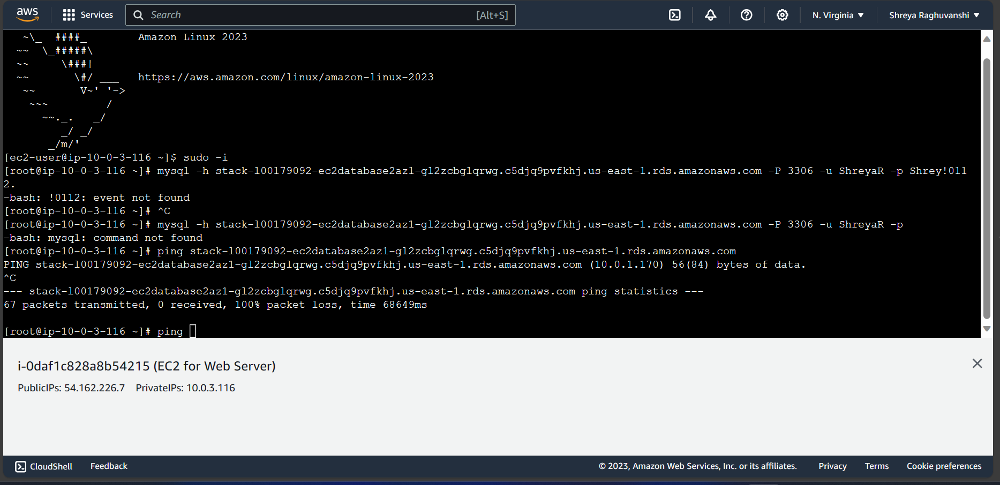 aws
Services
Search
[Alt+S]
N. Virginia
Shreya Raghuvanshi
   ~\_  ####_        Amazon Linux 2023
  ~~  \_#####\
  ~~     \###|
  ~~       \#/ ___   https://aws.amazon.com/linux/amazon-linux-2023
   ~~       V~' '->
    ~~~         /
      ~~._.   _/
         _/ _/
       _/m/'
[ec2-user@ip-10-0-3-116 ~]$ sudo -i
[root@ip-10-0-3-116 ~]# mysql -h stack-l00179092-ec2database2az1-gl2zcbglqrwg.c5djq9pvfkhj.us-east-1.rds.amazonaws.com -P 3306 -u ShreyaR -p Shrey!011
2.
-bash: !0112: event not found
[root@ip-10-0-3-116 ~]# ^C
[root@ip-10-0-3-116 ~]# mysql -h stack-l00179092-ec2database2az1-gl2zcbglqrwg.c5djq9pvfkhj.us-east-1.rds.amazonaws.com -P 3306 -u ShreyaR -p
-bash: mysql: command not found
[root@ip-10-0-3-116 ~]# ping stack-l00179092-ec2database2az1-gl2zcbglqrwg.c5djq9pvfkhj.us-east-1.rds.amazonaws.com
PING stack-l00179092-ec2database2az1-gl2zcbglqrwg.c5djq9pvfkhj.us-east-1.rds.amazonaws.com (10.0.1.170) 56(84) bytes of data.
^C
--- stack-l00179092-ec2database2az1-gl2zcbglqrwg.c5djq9pvfkhj.us-east-1.rds.amazonaws.com ping statistics ---
67 packets transmitted, 0 received, 100% packet loss, time 68649ms
[root@ip-10-0-3-116 ~]# ping
i-0daf1c828a8b54215 (EC2 for Web Server)
PublicIPs: 54.162.226.7 PrivateIPs: 10.0.3.116
CloudShell
Feedback
© 2023, Amazon Web Services, Inc. or its affiliates.
Privacy
Terms
Cookie preferences